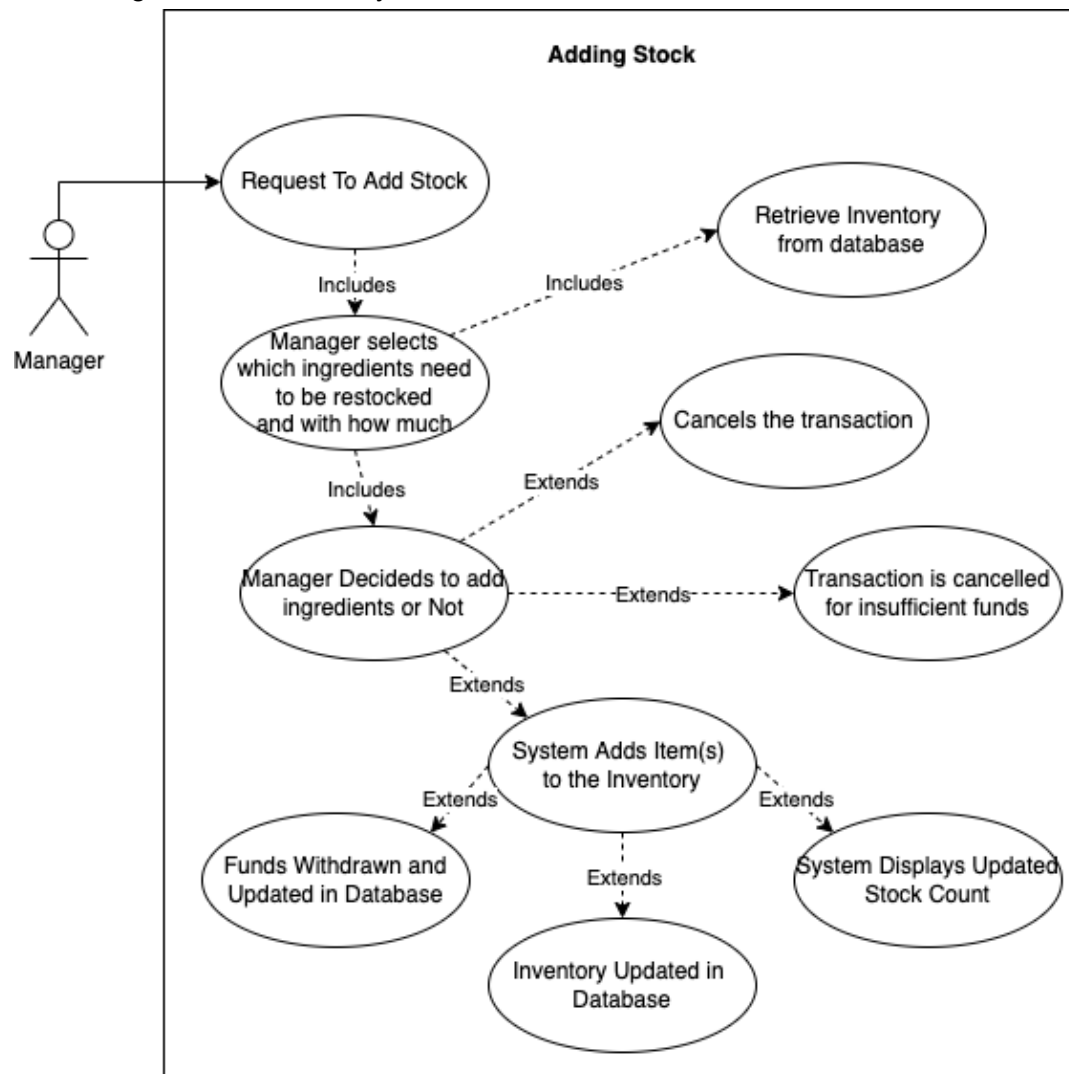 Adding Stock
Request To Add Stock
Retrieve Inventory
from database
Includes
Includes
Manager
Manager selects
which ingredients need
to be restocked
and with how much
Cancels the transaction
Includes
Extends
Manager Decideds to add
ingredients or Not
Extends
Transaction is cancelled
for insufficient funds
Extends
System Adds Item(s)
to the Inventory
Extends
Extends
Funds Withdrawn and
Updated in Database
Extends
System Displays Updated
Stock Count
Inventory Updated in
Database